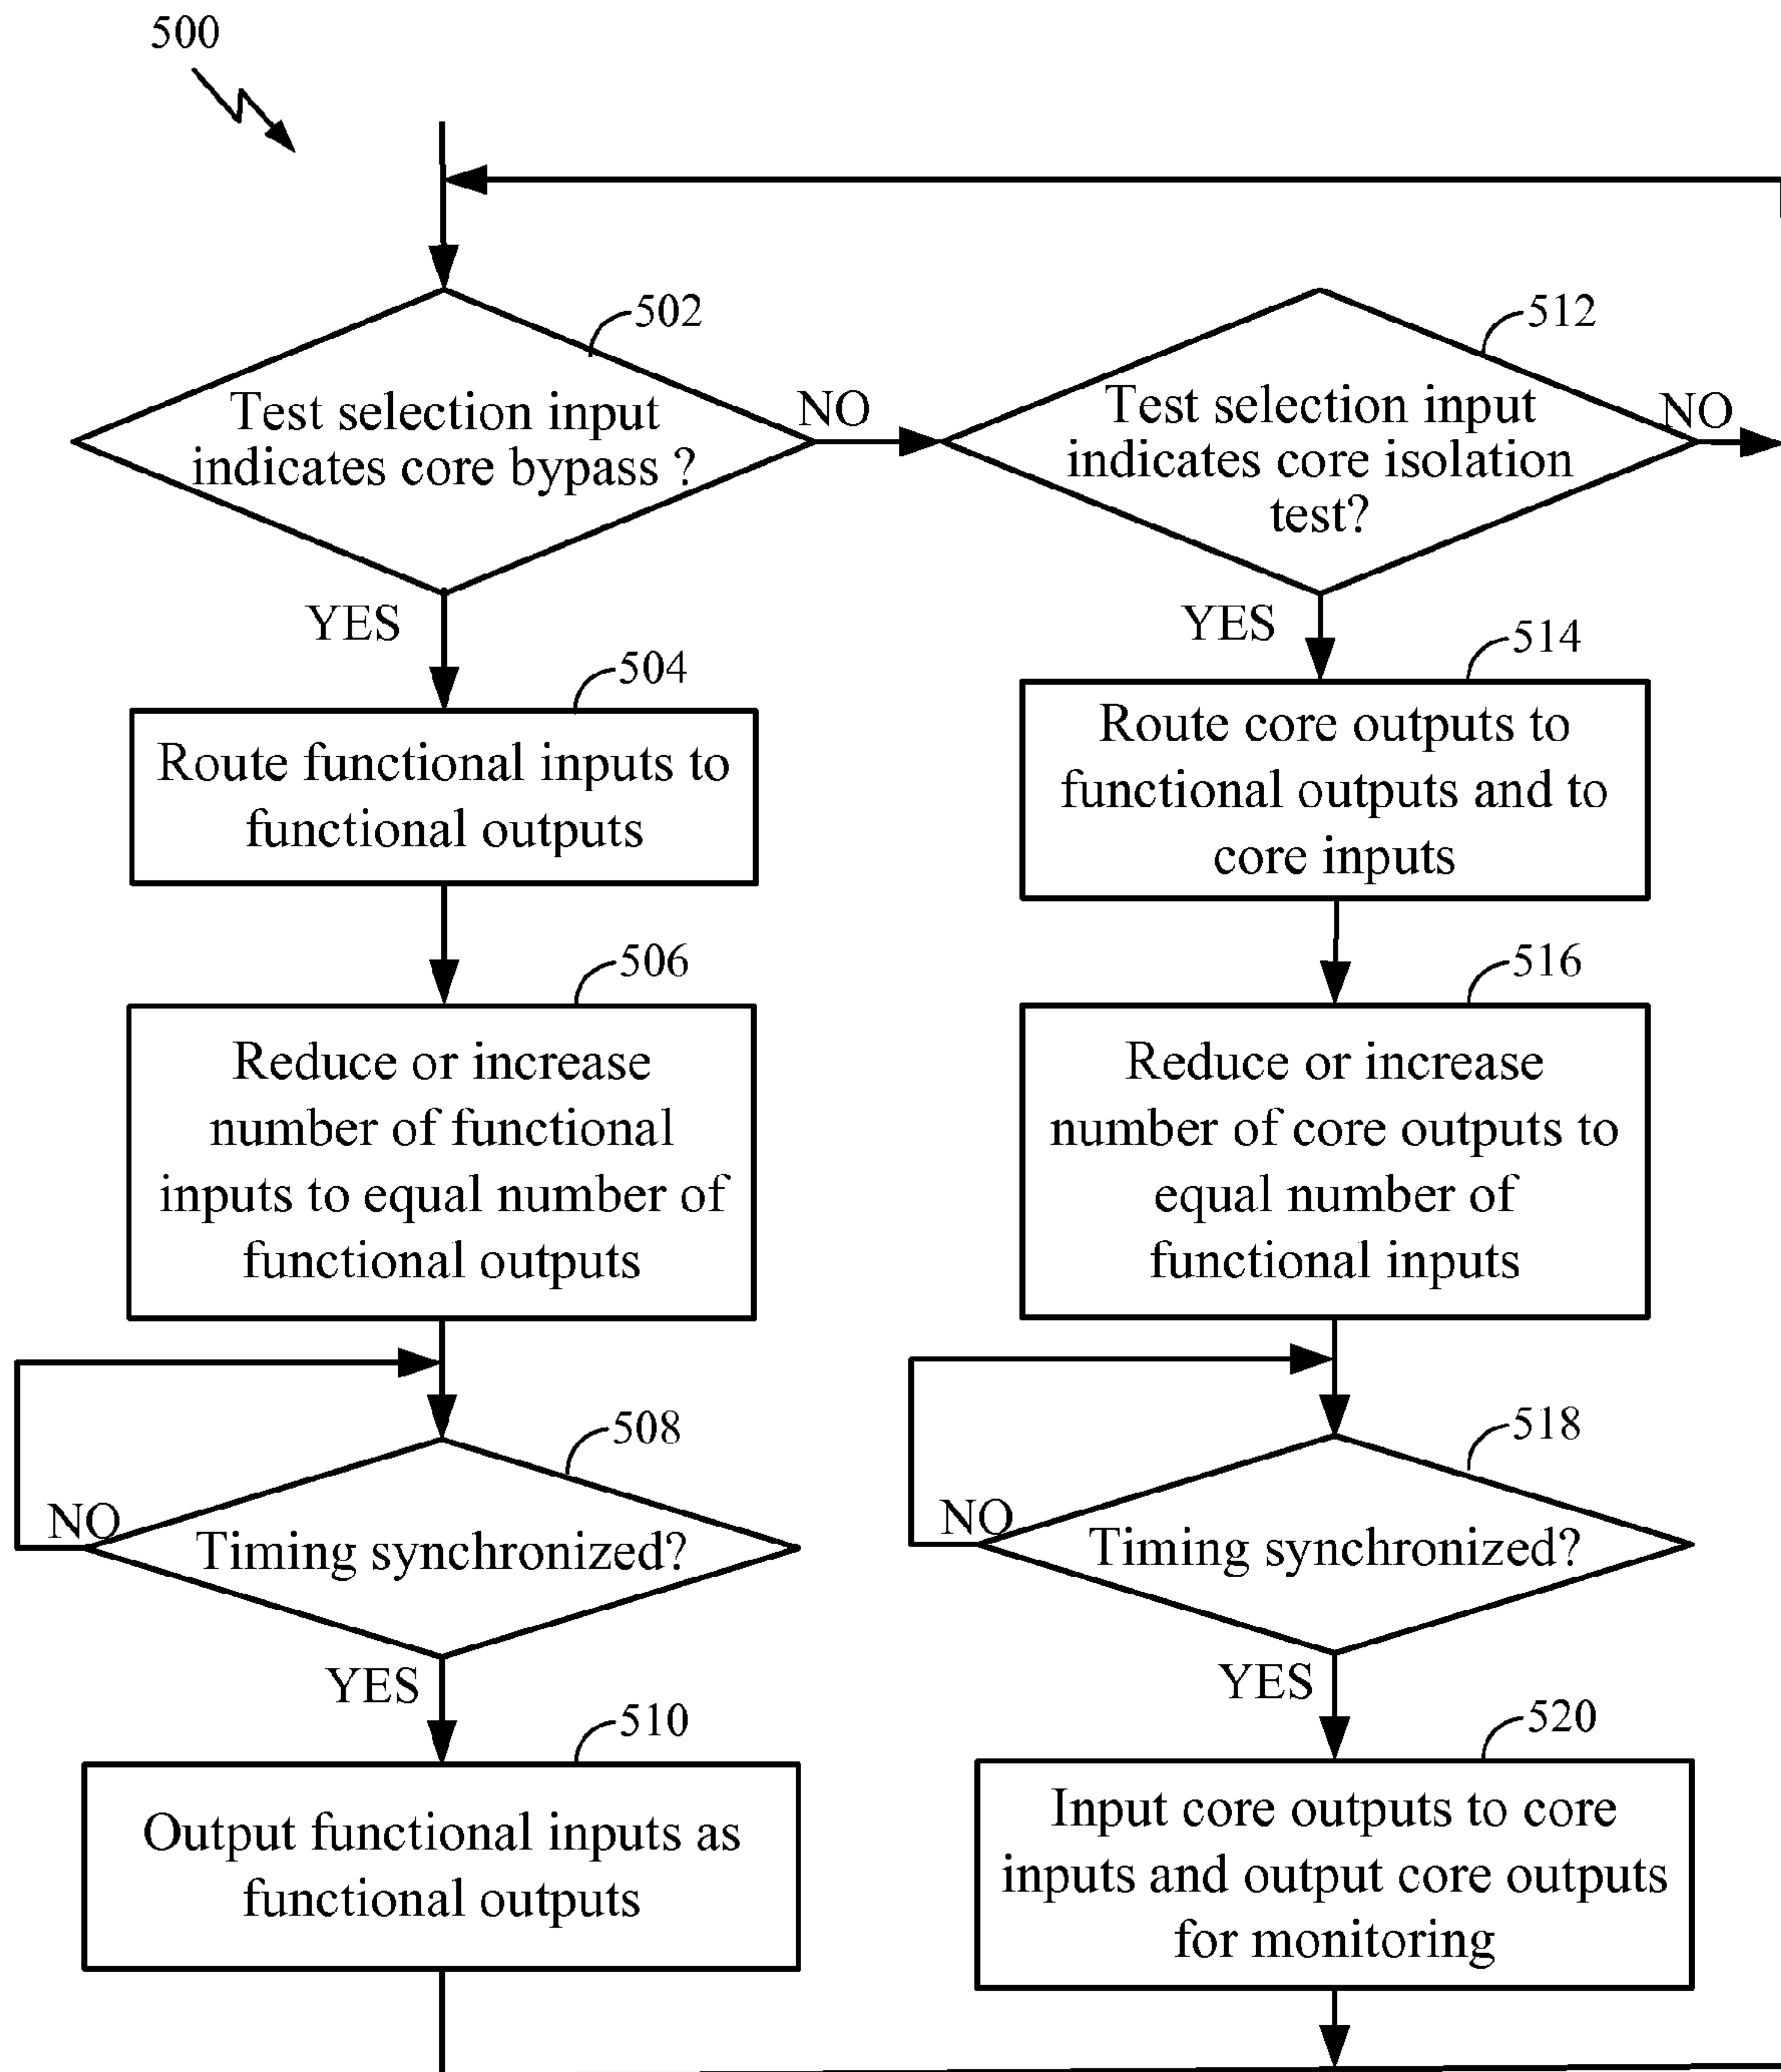 500
502
Test selection input
indicates core bypass ?
NO
YES
504
Route functional inputs to
functional outputs
506
Reduce or increase
number of functional
inputs to equal number of
functional outputs
508
NO
Timing synchronized?
YES
510
Output functional inputs as
functional outputs
512
Test selection input
indicates core isolation
test?
NO
YES
514
Route core outputs to
functional outputs and to
core inputs
516
Reduce or increase
number of core outputs to
equal number of
functional inputs
518
NO
Timing synchronized?
YES
520
Input core outputs to core
inputs and output core outputs
for monitoring